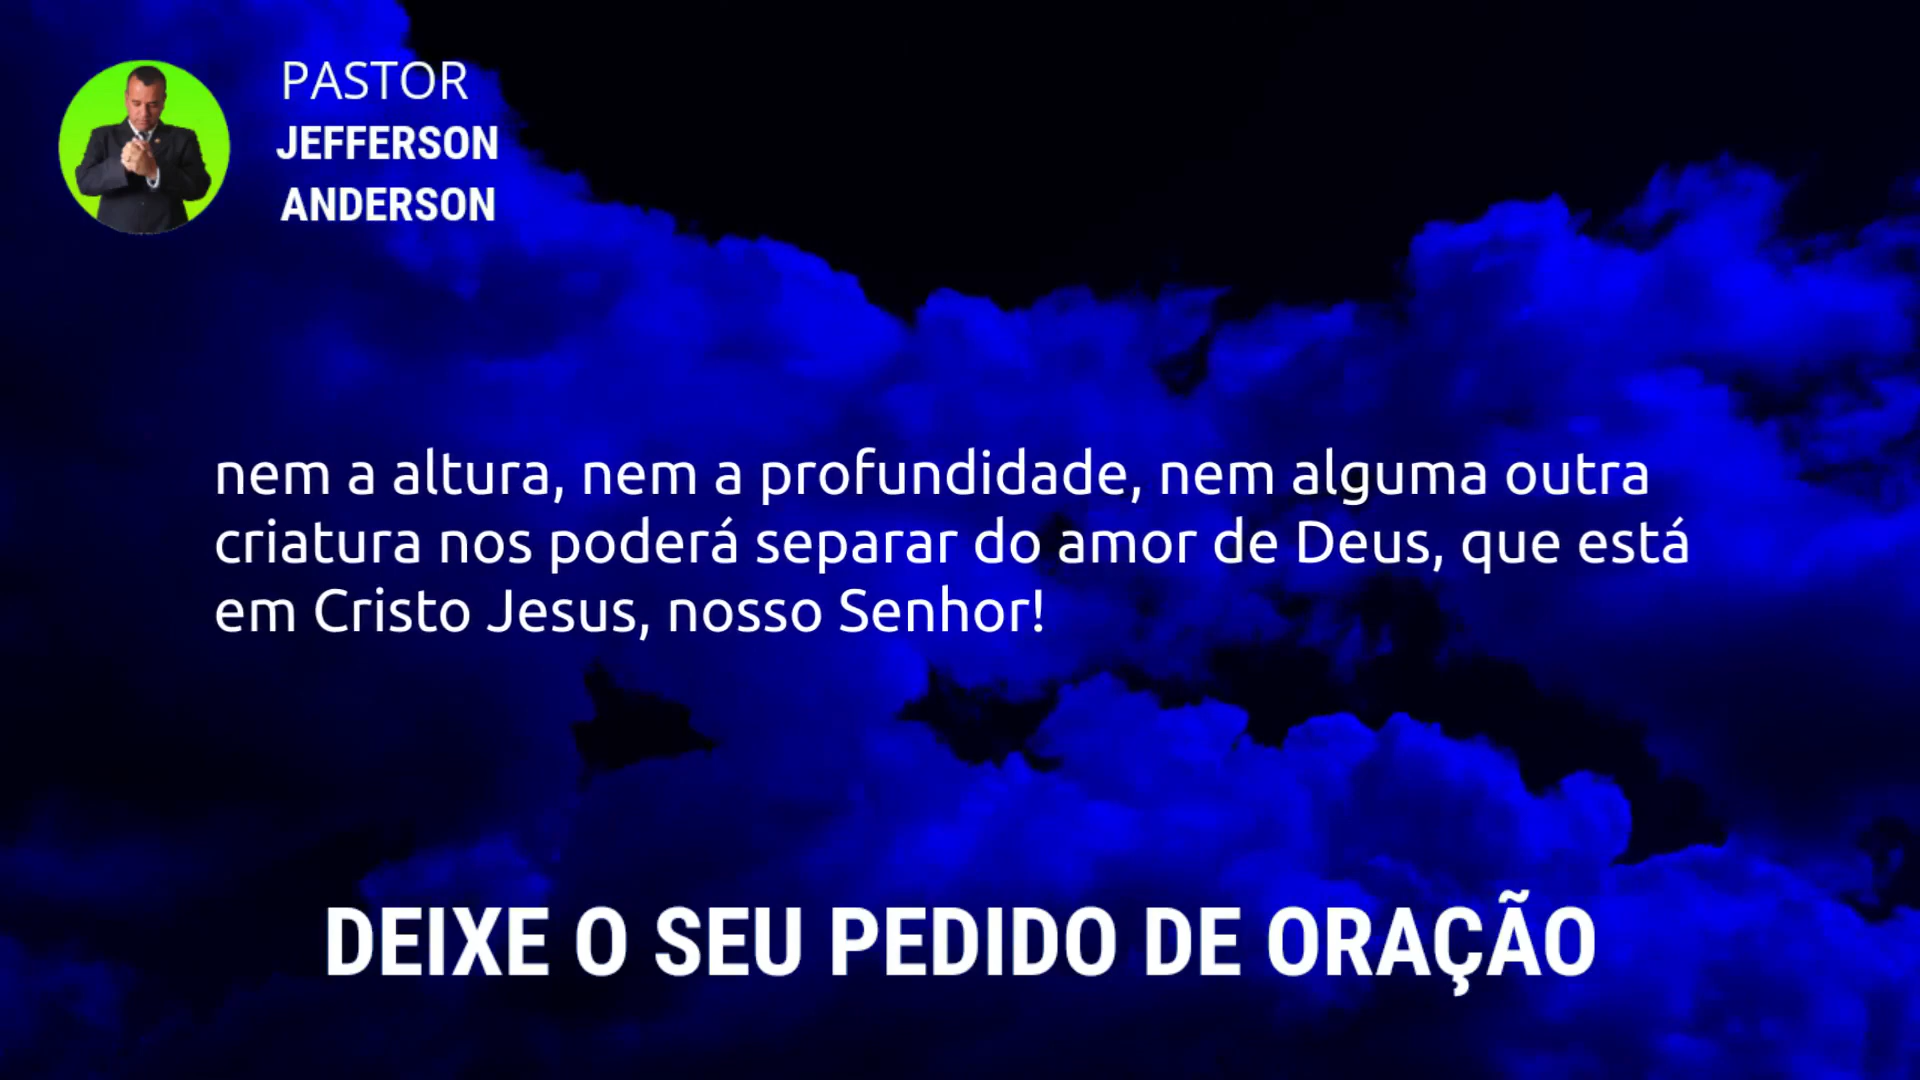 PASTOR
JEFFERSON
ANDERSON
nem a altura, nem a profundidade, nem alguma outra
criatura nos poderá separar do amor de Deus, que está
em Cristo Jesus, nosso Senhor!
DEIXE O SEU PEDIDO DE ORAÇÃO